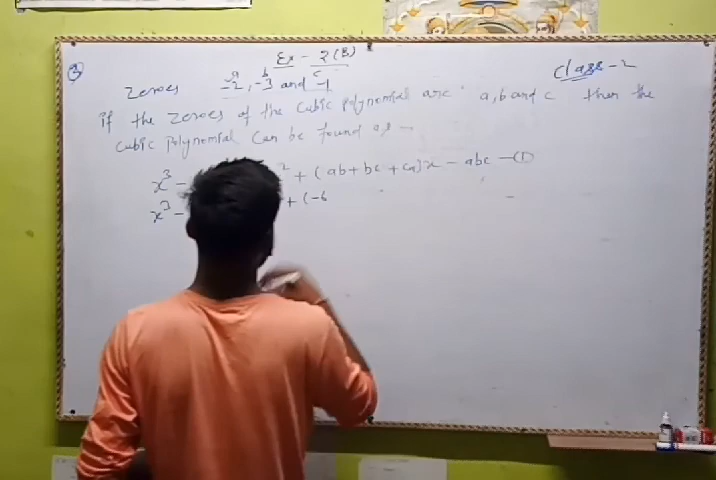 Ex - 2(B)
Class - 2
a b c
Zeroes -2, -3 and -1
If the zeroes of the cubic polynomial are a, b and c then the
cubic polynomial can be found as -
x³ - ² + (ab + bc + ca)x - abc - (1)
x³ - + (-6